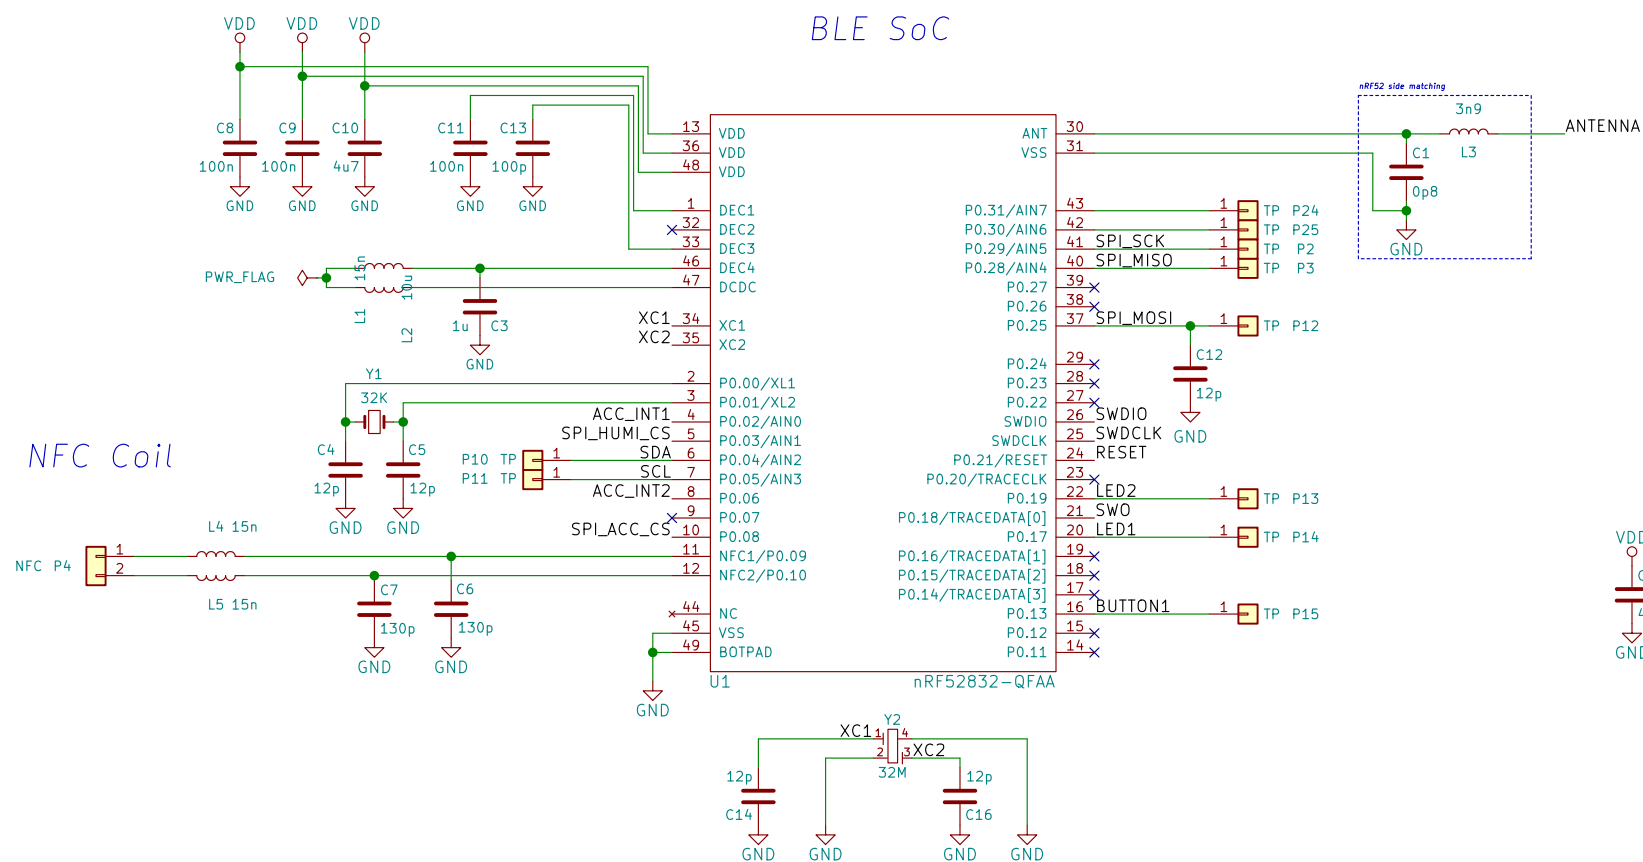 BLE SoC
VDD
VDD
VDD
C8
100n
GND
C9
100n
GND
C10
4u7
GND
C11
100n
GND
C13
100p
GND
PWR_FLAG
15n
L1
10u
L2
1u C3
GND
XC1
XC2
Y1
32K
C4
12p
GND
C5
12p
GND
ACC_INT1
SPI_HUMI_CS
P10 TP 1 SDA
P11 TP 1 SCL
ACC_INT2
SPI_ACC_CS
NFC Coil
L4 15n
NFC P4
1
2
L5 15n
C7
130p
GND
C6
130p
GND
GND
13 VDD
36 VDD
48 VDD
1 DEC1
32 DEC2
33 DEC3
46 DEC4
47 DCDC
34 XC1
35 XC2
2 P0.00/XL1
3 P0.01/XL2
4 P0.02/AIN0
5 P0.03/AIN1
6 P0.04/AIN2
7 P0.05/AIN3
8 P0.06
9 P0.07
10 P0.08
11 NFC1/P0.09
12 NFC2/P0.10
44 NC
45 VSS
49 BOTPAD
U1
nRF52832-QFAA
ANT 30
VSS 31
P0.31/AIN7 43
P0.30/AIN6 42
P0.29/AIN5 41 SPI_SCK
P0.28/AIN4 40 SPI_MISO
P0.27 39
P0.26 38
P0.25 37 SPI_MOSI
P0.24 29
P0.23 28
P0.22 27
SWDIO 26 SWDIO
SWDCLK 25 SWDCLK
P0.21/RESET 24 RESET
P0.20/TRACECLK 23
P0.19 22 LED2
P0.18/TRACEDATA[0] 21 SWO
P0.17 20 LED1
P0.16/TRACEDATA[1] 19
P0.15/TRACEDATA[2] 18
P0.14/TRACEDATA[3] 17
P0.13 16 BUTTON1
P0.12 15
P0.11 14
1 TP P24
1 TP P25
1 TP P2
1 TP P3
1 TP P12
C12
12p
GND
1 TP P13
1 TP P14
1 TP P15
nRF52 side matching
3n9
L3
ANTENNA
C1
0p8
GND
VDD
C
4
GND
Y2
XC1 1 4
2 3 XC2
32M
12p
C14
GND
GND
12p
C16
GND
GND